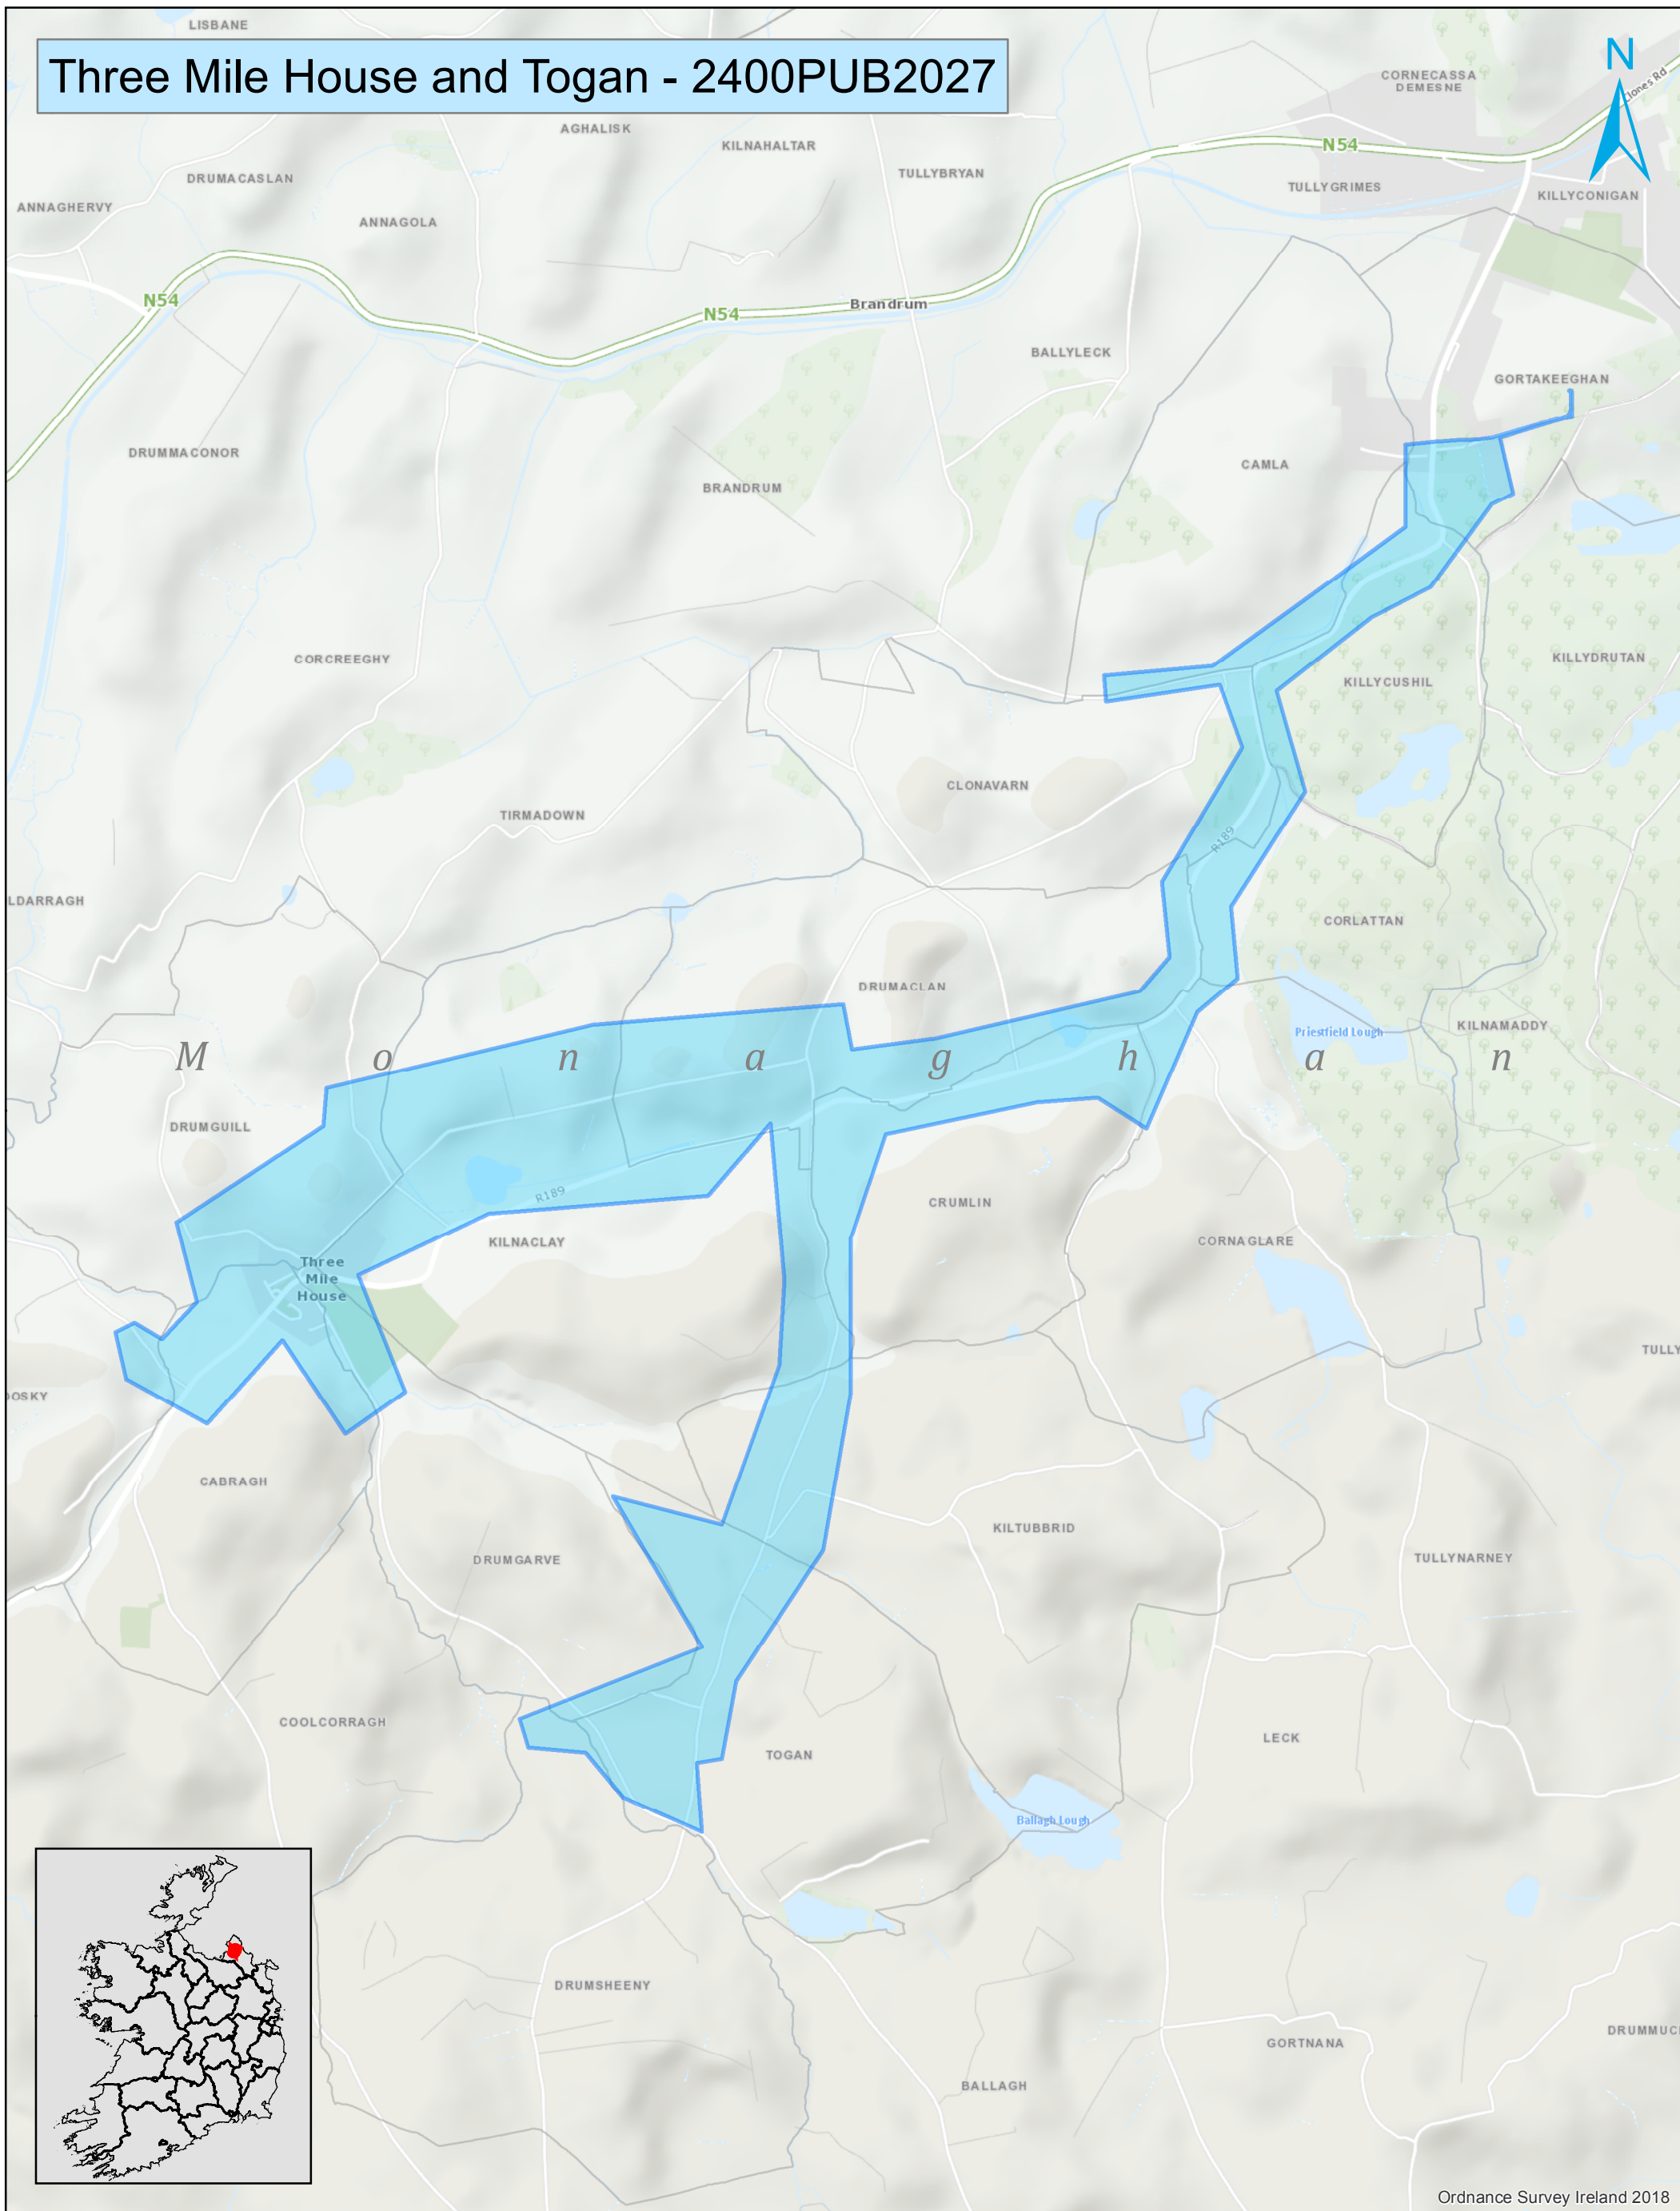 LISBANE
Three Mile House and Togan - 2400PUB2027
N
CORNECASSA
DEMESNE
Clones Rd
AGHALISK
KILNAHALTAR
N54
TULLYBRYAN
DRUMACASLAN
TULLYGRIMES
KILLYCONIGAN
ANNAGHERVY
ANNAGOLA
N54
N54
Brandrum
BALLYLECK
GORTAKEEGHAN
DRUMMACONOR
CAMLA
BRANDRUM
CORCREEGHY
KILLYDRUTAN
KILLYCUSHIL
CLONAVARN
TIRMADOWN
R189
LDARRAGH
CORLATTAN
DRUMACLAN
Priestfield Lough
KILNAMADDY
M o n a g h a n
DRUMGUILL
R189
CRUMLIN
KILNACLAY
CORNAGLARE
Three
Mile
House
TULLY
OOSKY
CABRAGH
KILTUBBRID
DRUMGARVE
TULLYNARNEY
COOLCORRAGH
LECK
TOGAN
Ballagh Lough
DRUMSHEENY
DRUMMUC
GORTNANA
BALLAGH
Ordnance Survey Ireland 2018